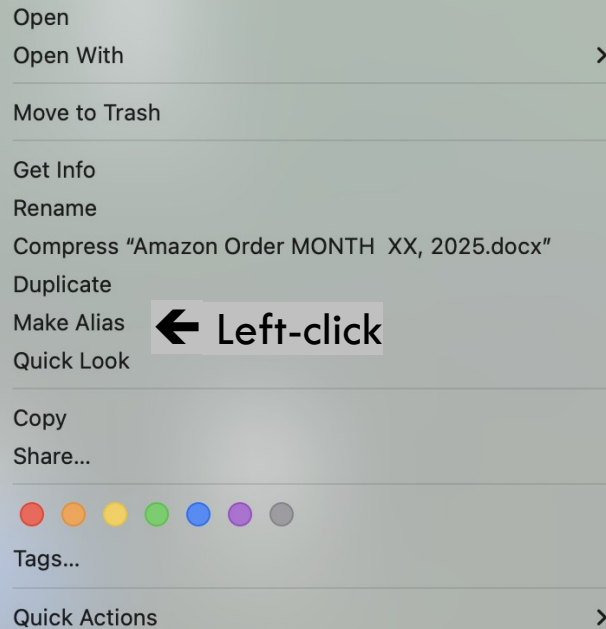 Open
Open With
Move to Trash
Get Info
Rename
Compress “Amazon Order MONTH  XX, 2025.docx”
Duplicate
Make Alias ← Left-click
Quick Look
Copy
Share...
Tags...
Quick Actions